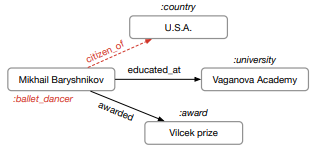 :country
U.S.A.
citizen_of
:university
Mikhail Baryshnikov
educated_at
Vaganova Academy
:ballet_dancer
awarded
:award
Vilcek prize